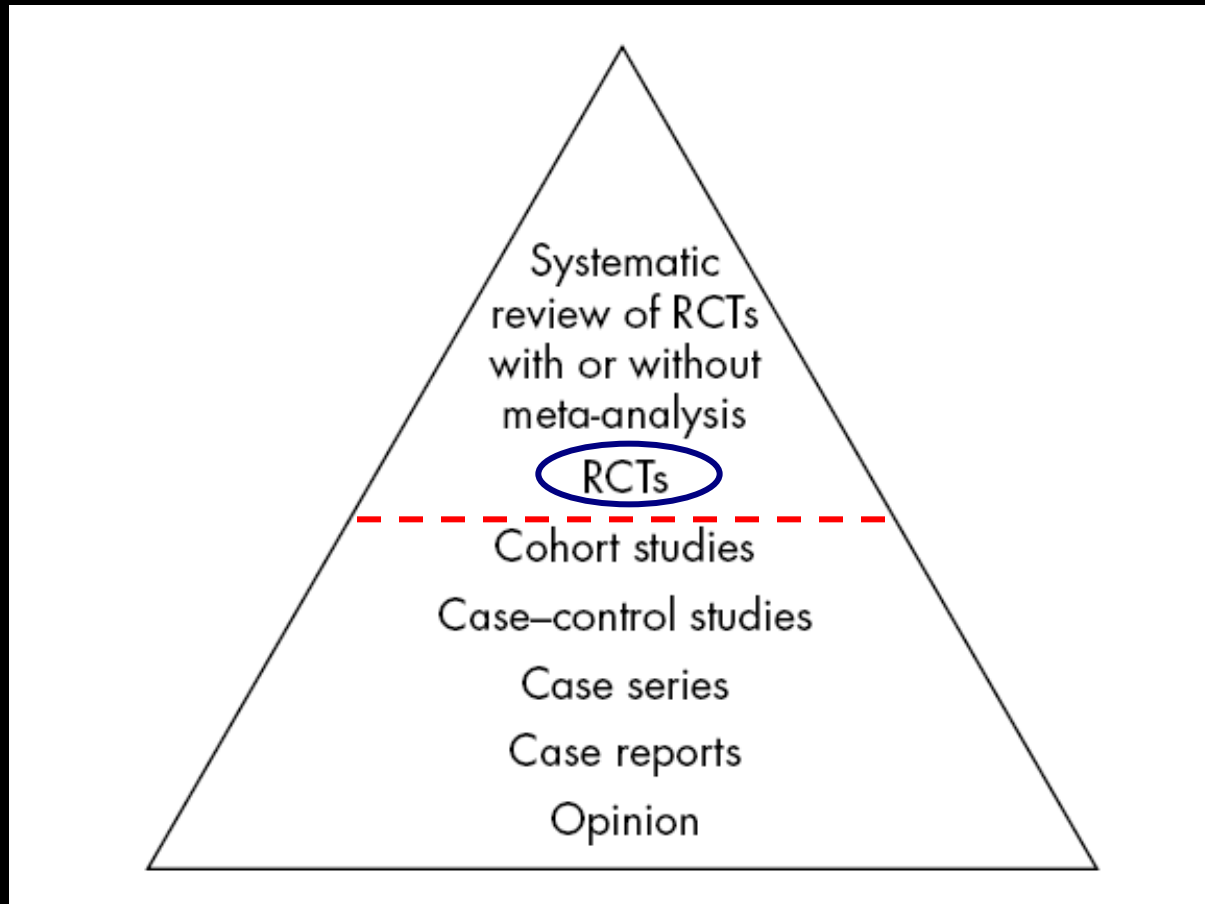 Systematic
review of RCTs
with or without
meta-analysis
RCTs
Cohort studies
Case–control studies
Case series
Case reports
Opinion